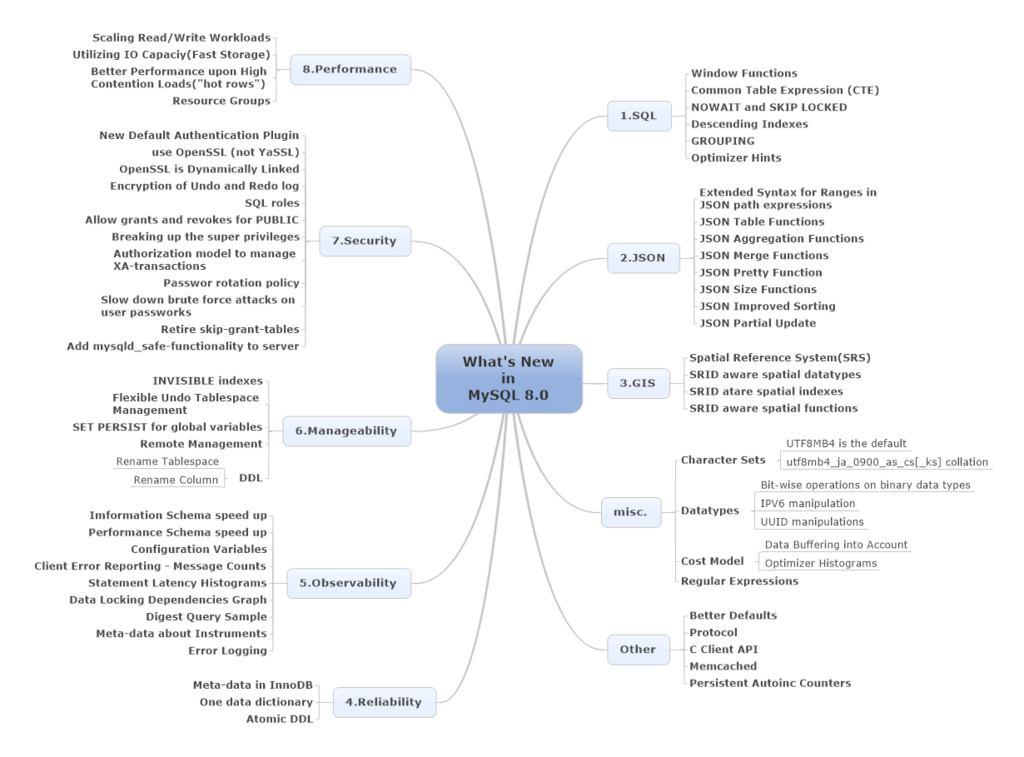 What's New
in
MySQL 8.0
1.SQL
Window Functions
Common Table Expression (CTE)
NOWAIT and SKIP LOCKED
Descending Indexes
GROUPING
Optimizer Hints
2.JSON
Extended Syntax for Ranges in
JSON path expressions
JSON Table Functions
JSON Aggregation Functions
JSON Merge Functions
JSON Pretty Function
JSON Size Functions
JSON Improved Sorting
JSON Partial Update
3.GIS
Spatial Reference System(SRS)
SRID aware spatial datatypes
SRID atare spatial indexes
SRID aware spatial functions
misc.
Character Sets
UTF8MB4 is the default
utf8mb4_ja_0900_as_cs[_ks] collation
Datatypes
Bit-wise operations on binary data types
IPV6 manipulation
UUID manipulations
Cost Model
Data Buffering into Account
Optimizer Histograms
Regular Expressions
Other
Better Defaults
Protocol
C Client API
Memcached
Persistent Autoinc Counters
8.Performance
Scaling Read/Write Workloads
Utilizing IO Capaciy(Fast Storage)
Better Performance upon High
Contention Loads("hot rows")
Resource Groups
7.Security
New Default Authentication Plugin
use OpenSSL (not YaSSL)
OpenSSL is Dynamically Linked
Encryption of Undo and Redo log
SQL roles
Allow grants and revokes for PUBLIC
Breaking up the super privileges
Authorization model to manage
XA-transactions
Passwor rotation policy
Slow down brute force attacks on
user passworks
Retire skip-grant-tables
Add mysqld_safe-functionality to server
6.Manageability
INVISIBLE indexes
Flexible Undo Tablespace
Management
SET PERSIST for global variables
Remote Management
DDL
Rename Tablespace
Rename Column
5.Observability
Imformation Schema speed up
Performance Schema speed up
Configuration Variables
Client Error Reporting - Message Counts
Statement Latency Histograms
Data Locking Dependencies Graph
Digest Query Sample
Meta-data about Instruments
Error Logging
4.Reliability
Meta-data in InnoDB
One data dictionary
Atomic DDL